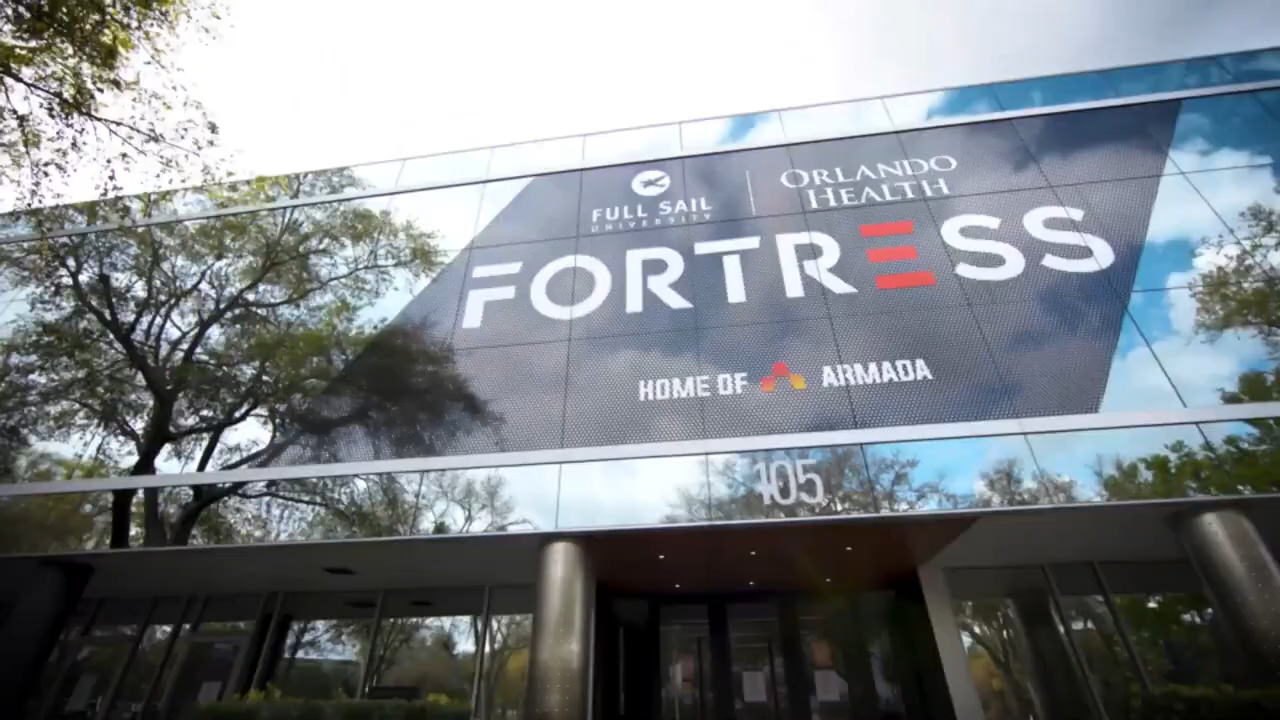 FULL SAIL
UNIVERSITY
ORLANDO
HEALTH
FORTRESS
HOME OF ARMADA
105